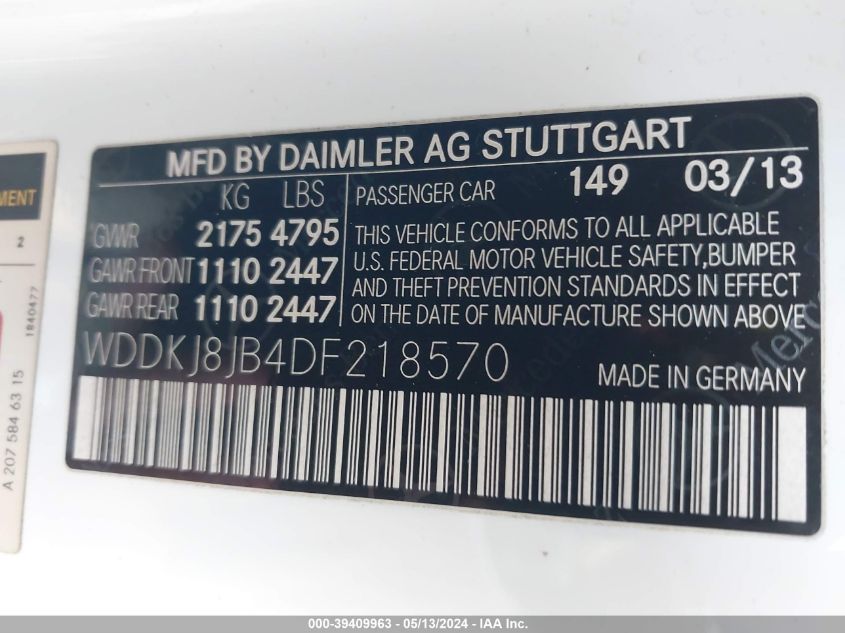 MFD BY DAIMLER AG STUTTGART
KG LBS
GVWR 2175 4795
GAWR FRONT 1110 2447
GAWR REAR 1110 2447
PASSENGER CAR 149 03/13
THIS VEHICLE CONFORMS TO ALL APPLICABLE
U.S. FEDERAL MOTOR VEHICLE SAFETY,BUMPER
AND THEFT PREVENTION STANDARDS IN EFFECT
ON THE DATE OF MANUFACTURE SHOWN ABOVE
WDDKJ8JB4DF218570
MADE IN GERMANY
MENT
2
1840477
A 207 584 63 15
000-39409963 - 05/13/2024 - IAA Inc.